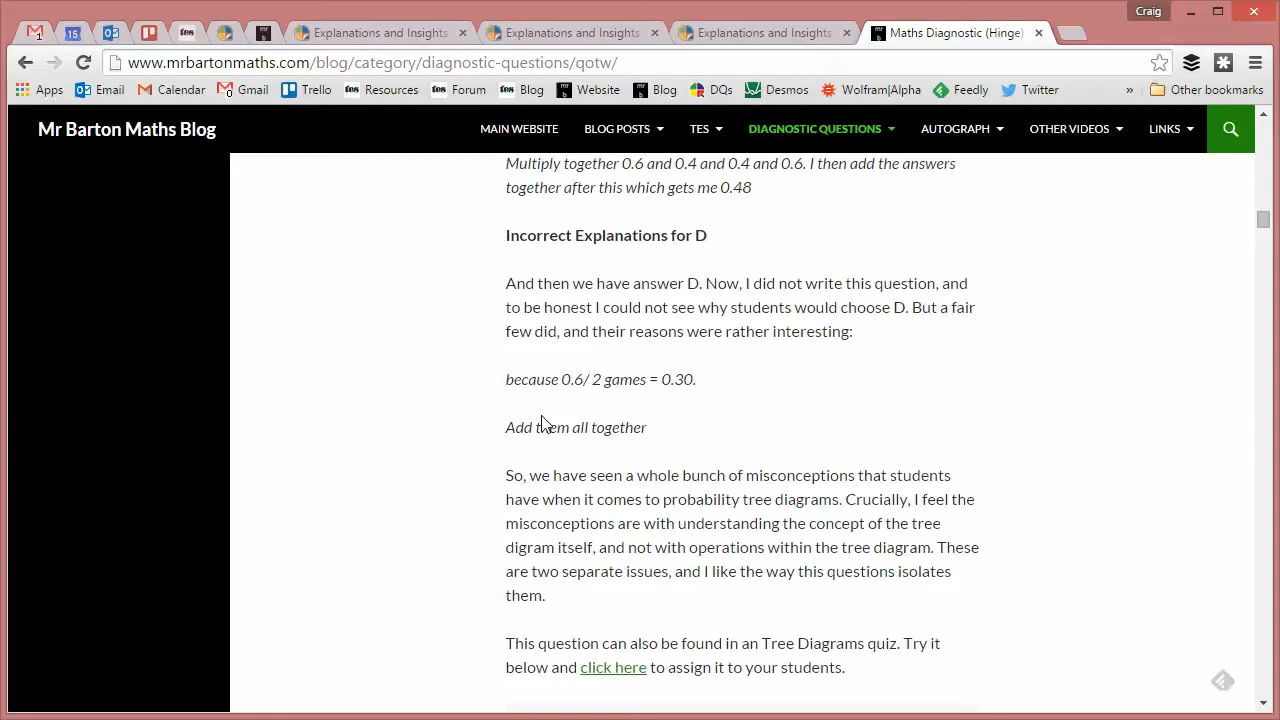 Craig
Explanations and Insights
Explanations and Insights
Explanations and Insights
Maths Diagnostic (Hinge)
www.mrbartonmaths.com/blog/category/diagnostic-questions/qotw/
Apps
Email
Calendar
Gmail
Trello
Resources
Forum
Blog
Website
Blog
DQs
Desmos
Wolfram|Alpha
Feedly
Twitter
»
Other bookmarks
Mr Barton Maths Blog
MAIN WEBSITE
BLOG POSTS
TES
DIAGNOSTIC QUESTIONS
AUTOGRAPH
OTHER VIDEOS
LINKS
Multiply together 0.6 and 0.4 and 0.4 and 0.6. I then add the answers
together after this which gets me 0.48
Incorrect Explanations for D
And then we have answer D. Now, I did not write this question, and
to be honest I could not see why students would choose D. But a fair
few did, and their reasons were rather interesting:
because 0.6/ 2 games = 0.30.
Add them all together
So, we have seen a whole bunch of misconceptions that students
have when it comes to probability tree diagrams. Crucially, I feel the
misconceptions are with understanding the concept of the tree
digram itself, and not with operations within the tree diagram. These
are two separate issues, and I like the way this questions isolates
them.
This question can also be found in an Tree Diagrams quiz. Try it
below and click here to assign it to your students.